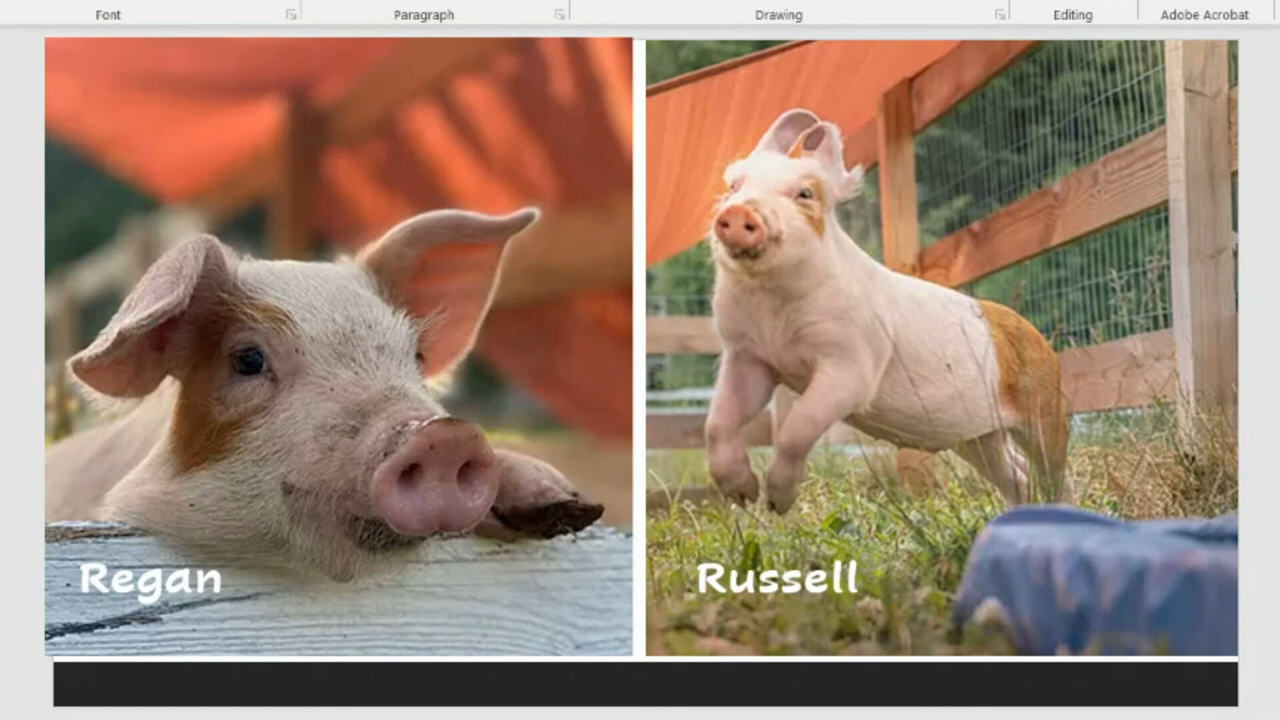 Font
Paragraph
Drawing
Editing
Adobe Acrobat
Regan
Russell